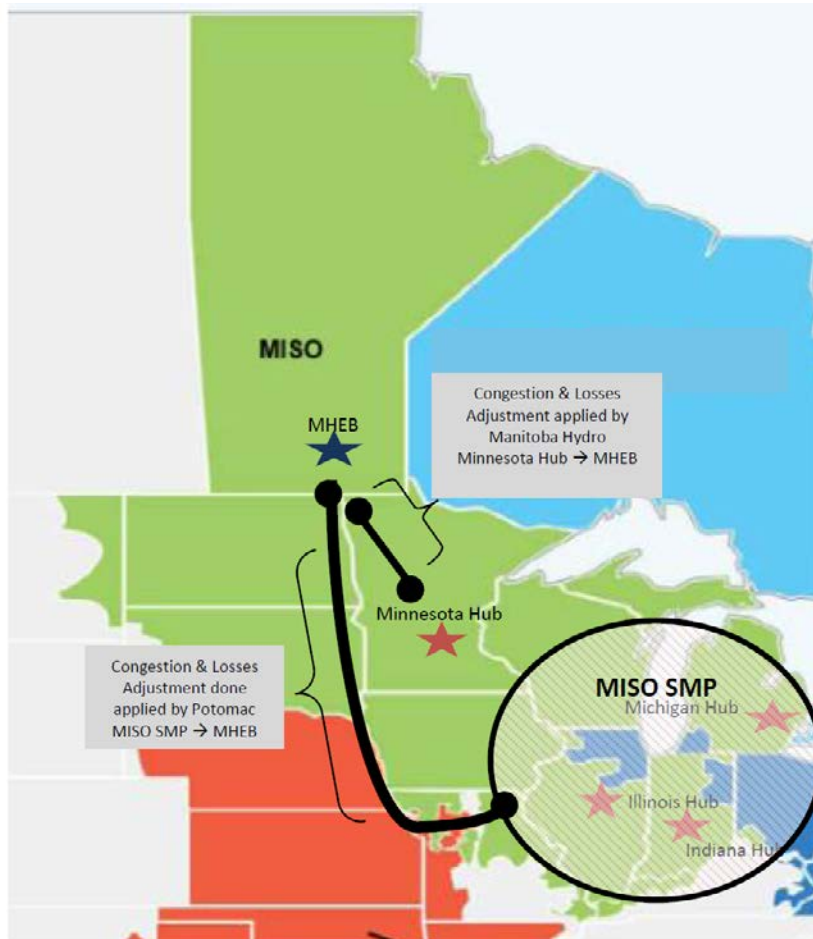 MISO
MHEB
Congestion & Losses
Adjustment applied by
Manitoba Hydro
Minnesota Hub → MHEB
Minnesota Hub
Congestion & Losses
Adjustment done
applied by Potomac
MISO SMP → MHEB
MISO SMP
Michigan Hub
Illinois Hub
Indiana Hub